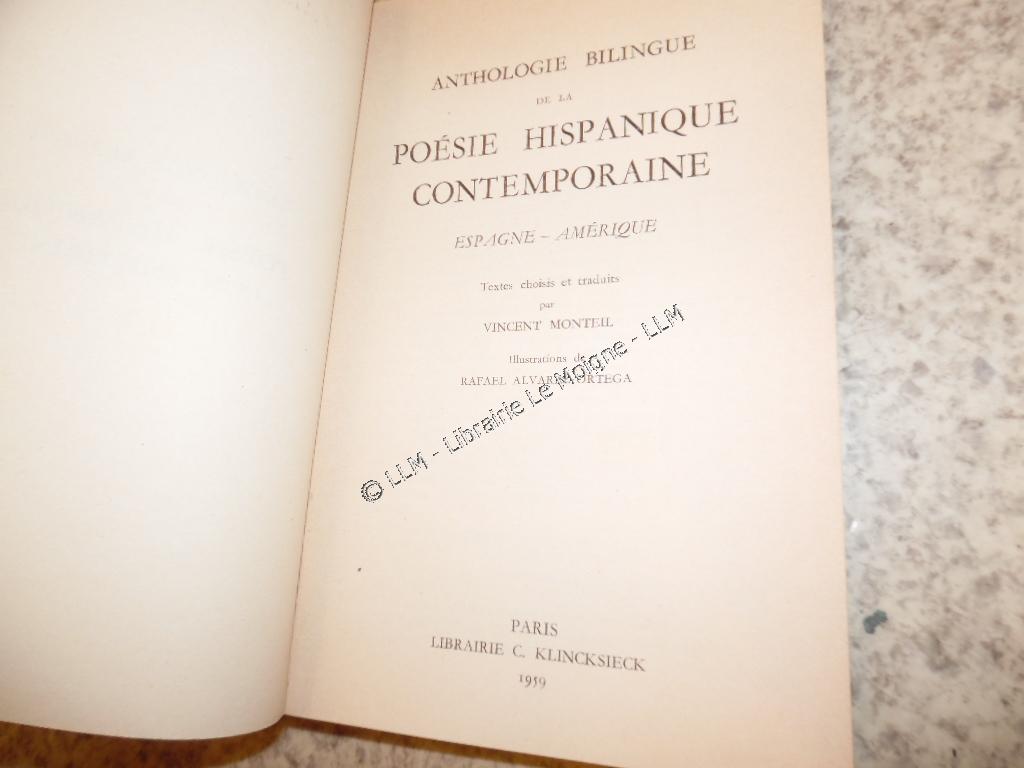 ANTHOLOGIE BILINGUE
DE LA
POÉSIE HISPANIQUE
CONTEMPORAINE
ESPAGNE – AMÉRIQUE
Textes choisis et traduits
par
VINCENT MONTEIL
Illustrations
RAFAEL ORTEGA
© LLM - Librairie Le Moigne - LLM
PARIS
LIBRAIRIE C. KLINCKSIECK
1959